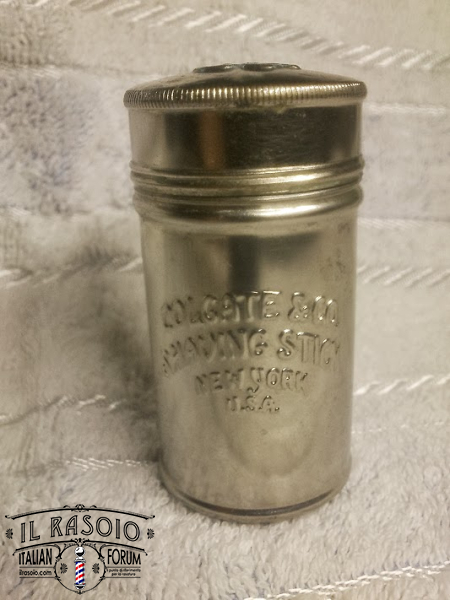 COLGATE & CO
SHAVING STICK
NEW YORK
U.S.A.
IL RASOIO
ITALIAN FORUM
ilrasoio.com